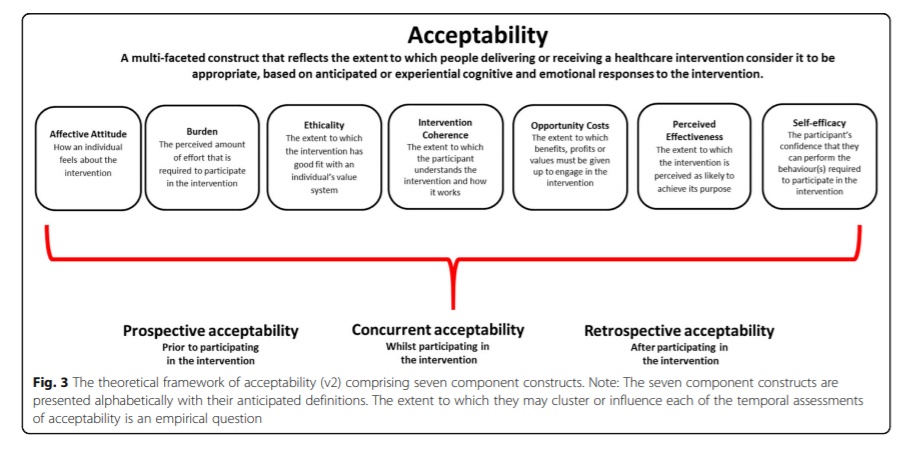 Acceptability
A multi-faceted construct that reflects the extent to which people delivering or receiving a healthcare intervention consider it to be
appropriate, based on anticipated or experiential cognitive and emotional responses to the intervention.
Affective Attitude
How an individual
feels about the
intervention
Burden
The perceived amount
of effort that is
required to participate
in the intervention
Ethicality
The extent to which
the intervention has
good fit with an
individual's value
system
Intervention
Coherence
The extent to which
the participant
understands the
intervention and how
it works
Opportunity Costs
The extent to which
benefits, profits or
values must be given
up to engage in the
intervention
Perceived
Effectiveness
The extent to which
the intervention is
perceived as likely to
achieve its purpose
Self-efficacy
The participant's
confidence that they
can perform the
behaviour(s) required
to participate in the
intervention
Prospective acceptability
Prior to participating
in the intervention
Concurrent acceptability
Whilst participating in
the intervention
Retrospective acceptability
After participating in
the intervention
Fig. 3 The theoretical framework of acceptability (v2) comprising seven component constructs. Note: The seven component constructs are
presented alphabetically with their anticipated definitions. The extent to which they may cluster or influence each of the temporal assessments
of acceptability is an empirical question